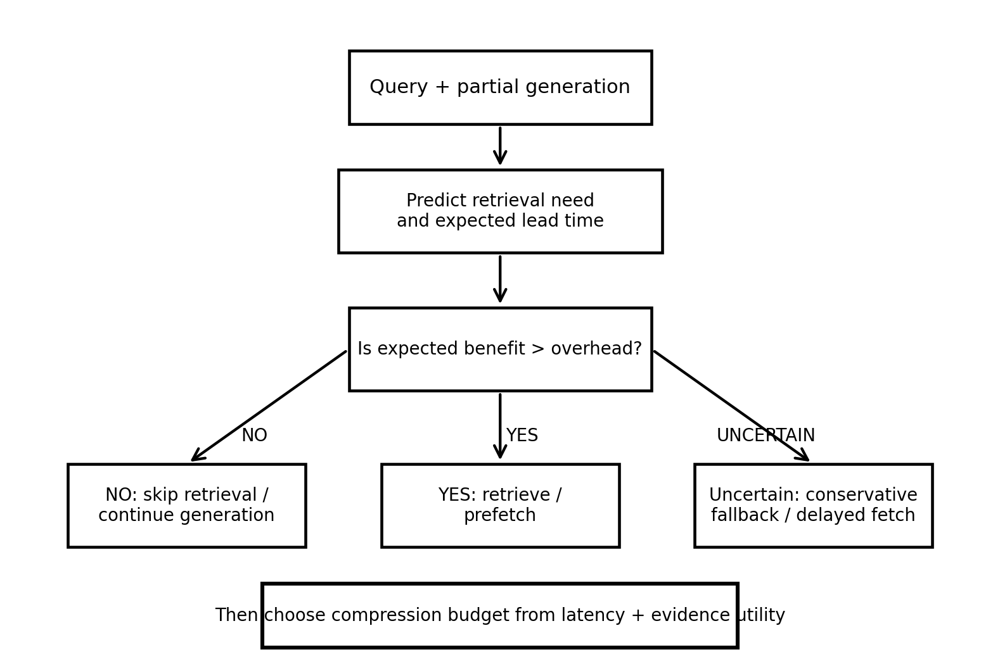 Query + partial generation
Predict retrieval need
and expected lead time
Is expected benefit > overhead?
NO
YES
UNCERTAIN
NO: skip retrieval /
continue generation
YES: retrieve /
prefetch
Uncertain: conservative
fallback / delayed fetch
Then choose compression budget from latency + evidence utility